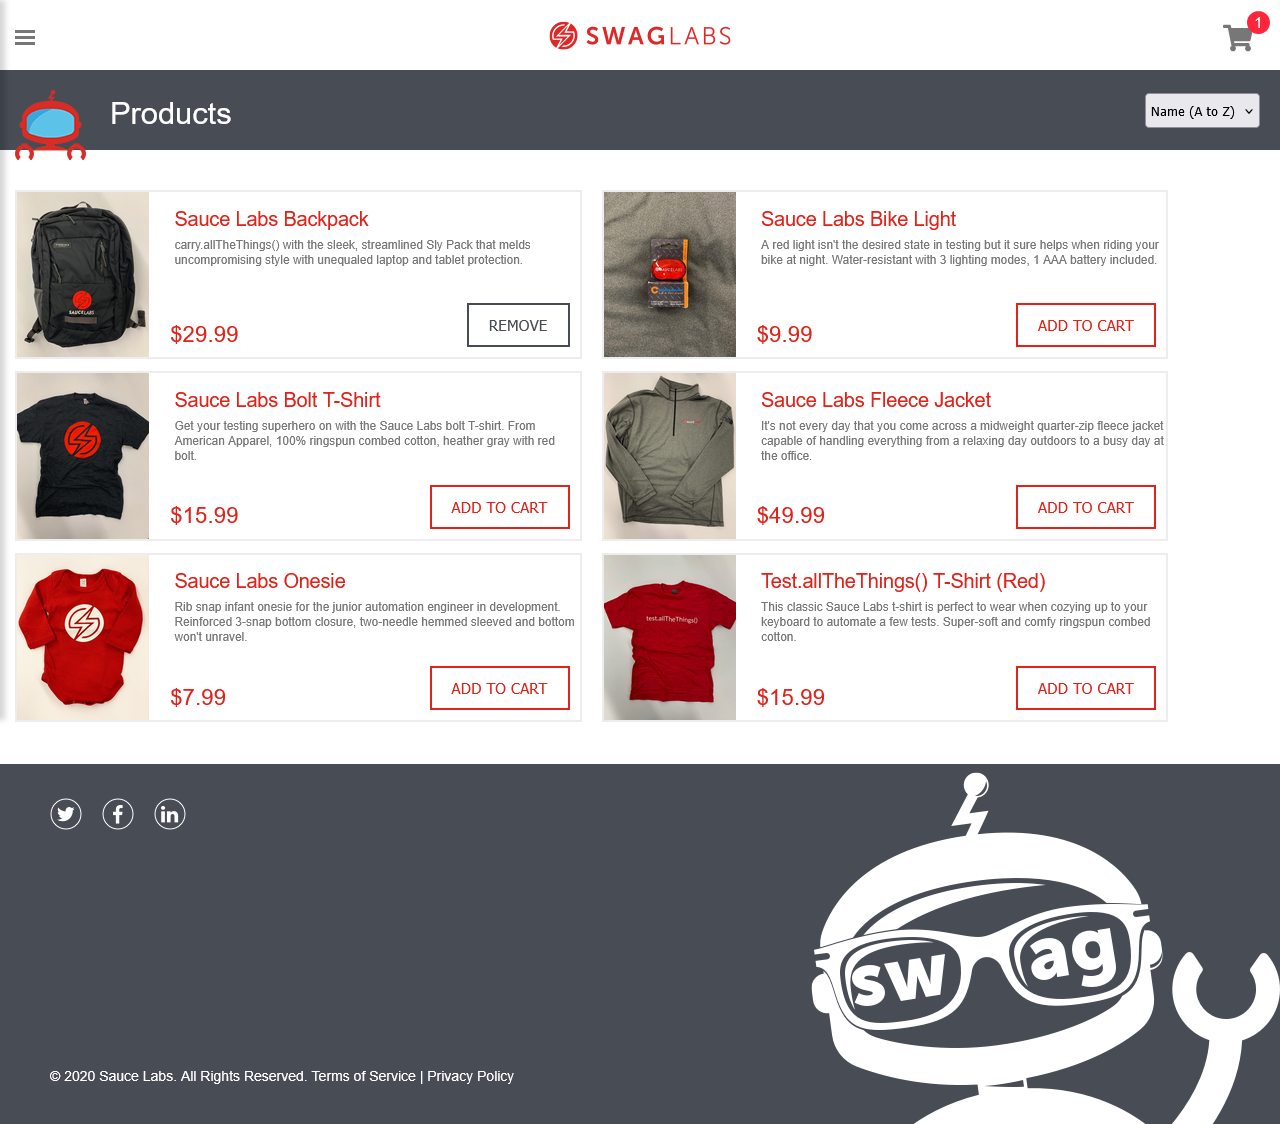 SWAGLABS
1
Products
Name (A to Z)
Sauce Labs Backpack
carry.allTheThings() with the sleek, streamlined Sly Pack that melds
uncompromising style with unequaled laptop and tablet protection.
$29.99
REMOVE
SAUCELABS
Sauce Labs Bike Light
A red light isn't the desired state in testing but it sure helps when riding your
bike at night. Water-resistant with 3 lighting modes, 1 AAA battery included.
$9.99
ADD TO CART
SAUCELABS
Sauce Labs Bolt T-Shirt
Get your testing superhero on with the Sauce Labs bolt T-shirt. From
American Apparel, 100% ringspun combed cotton, heather gray with red
bolt.
$15.99
ADD TO CART
Sauce Labs Fleece Jacket
It's not every day that you come across a midweight quarter-zip fleece jacket
capable of handling everything from a relaxing day outdoors to a busy day at
the office.
$49.99
ADD TO CART
Sauce Labs Onesie
Rib snap infant onesie for the junior automation engineer in development.
Reinforced 3-snap bottom closure, two-needle hemmed sleeved and bottom
won't unravel.
$7.99
ADD TO CART
Test.allTheThings() T-Shirt (Red)
This classic Sauce Labs t-shirt is perfect to wear when cozying up to your
keyboard to automate a few tests. Super-soft and comfy ringspun combed
cotton.
$15.99
ADD TO CART
test.allTheThings()
sw ag
© 2020 Sauce Labs. All Rights Reserved. Terms of Service | Privacy Policy